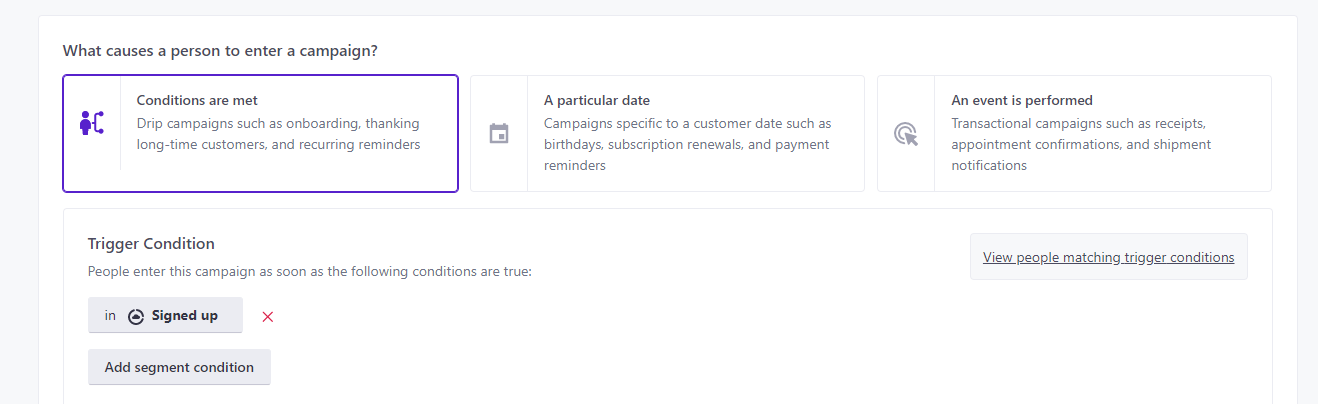 What causes a person to enter a campaign?
Conditions are met
Drip campaigns such as onboarding, thanking
long-time customers, and recurring reminders
A particular date
Campaigns specific to a customer date such as
birthdays, subscription renewals, and payment
reminders
An event is performed
Transactional campaigns such as receipts,
appointment confirmations, and shipment
notifications
Trigger Condition
People enter this campaign as soon as the following conditions are true:
View people matching trigger conditions
in Signed up
Add segment condition